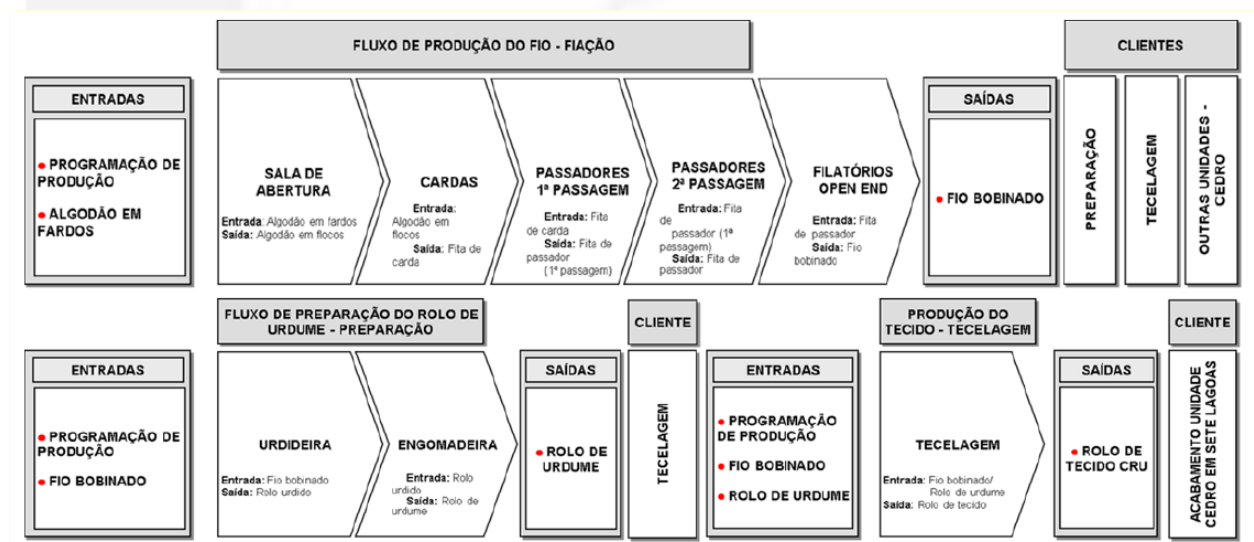 FLUXO DE PRODUÇÃO DO FIO - FIAÇÃO
CLIENTES
ENTRADAS
• PROGRAMAÇÃO DE
PRODUÇÃO
• ALGODÃO EM
FARDOS
SALA DE
ABERTURA
Entrada: Algodão em fardos
Saída: Algodão em flocos
CARDAS
Entrada:
Algodão em
flocos
Saída: Fita de
carda
PASSADORES
1ª PASSAGEM
Entrada: Fita
de carda
Saída: Fita de
passador
(1ª passagem)
PASSADORES
2ª PASSAGEM
Entrada: Fita
de
passador (1ª
passagem)
Saída: Fita de
passador
FILATÓRIOS
OPEN END
Entrada: Fita
de passador
Saída: Fio
bobinado
SAÍDAS
• FIO BOBINADO
PREPARAÇÃO
TECELAGEM
OUTRAS UNIDADES -
CEDRO
FLUXO DE PREPARAÇÃO DO ROLO DE
URDUME - PREPARAÇÃO
CLIENTE
PRODUÇÃO DO
TECIDO - TECELAGEM
CLIENTE
ENTRADAS
• PROGRAMAÇÃO DE
PRODUÇÃO
• FIO BOBINADO
URDIDEIRA
Entrada: Fio bobinado
Saída: Rolo urdido
ENGOMADEIRA
Entrada: Rolo
urdido
Saída: Rolo de
urdume
SAÍDAS
• ROLO DE
URDUME
TECELAGEM
ENTRADAS
• PROGRAMAÇÃO
DE PRODUÇÃO
• FIO BOBINADO
• ROLO DE URDUME
TECELAGEM
Entrada: Fio bobinado/
Rolo de urdume
Saída: Rolo de tecido
SAÍDAS
• ROLO DE
TECIDO CRU
ACABAMENTO UNIDADE
CEDRO EM SETE LAGOAS